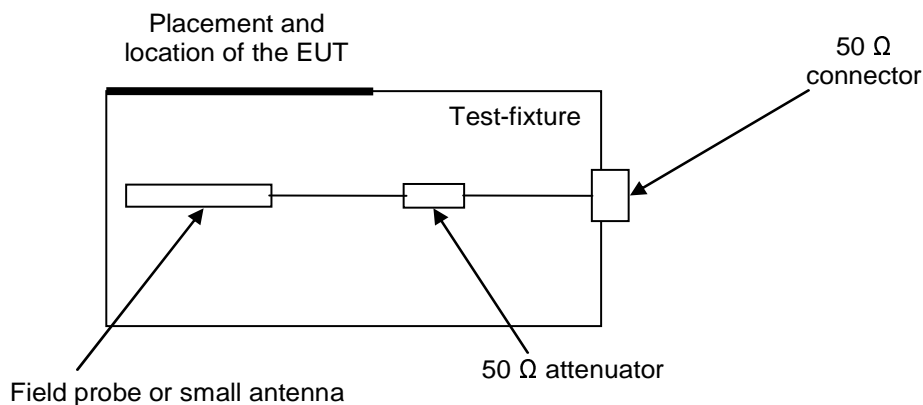 Placement and
location of the EUT
50 Ω
connector
Test-fixture
50 Ω attenuator
Field probe or small antenna